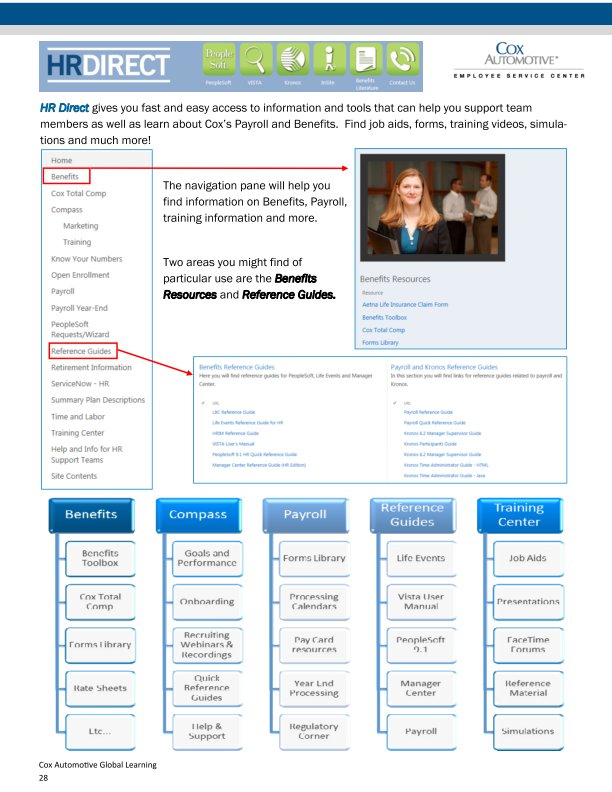 HRDIRECT
People Soft
PeopleSoft
VISTA
Kronos
Inlife
Benefits Literature
Contact Us
COX
AUTOMOTIVE™
EMPLOYEE SERVICE CENTER
HR Direct gives you fast and easy access to information and tools that can help you support team
members as well as learn about Cox's Payroll and Benefits. Find job aids, forms, training videos, simula-
tions and much more!
Home
Benefits
Cox Total Comp
Compass
Marketing
Training
Know Your Numbers
Open Enrollment
Payroll
Payroll Year-End
PeopleSoft
Requests/Wizard
Reference Guides
Retirement Information
ServiceNow - HR
Summary Plan Descriptions
Time and Labor
Training Center
Help and Info for HR
Support Teams
Site Contents
The navigation pane will help you
find information on Benefits, Payroll,
training information and more.
Two areas you might find of
particular use are the Benefits
Resources and Reference Guides.
Benefits Resources
Resource
Aetna Life Insurance Claim Form
Benefits Toolbox
Cox Total Comp
Forms Library
Benefits Reference Guides
Here you will find reference guides for PeopleSoft, Life Events and Manager
Center.
URL
LRC Reference Guide
Life Events Reference Guide for HR
HRIM Reference Guide
VISTA User's Manual
PeopleSoft 9.1 HR Quick Reference Guide
Manager Center Reference Guide (HR Edition)
Payroll and Kronos Reference Guides
In this section you will find links for reference guides related to payroll and
Kronos.
URL
Payroll Reference Guide
Payroll Quick Reference Guide
Kronos 6.2 Manager Supervisor Guide
Kronos Participants Guide
Kronos 6.2 Manager Supervisor Guide
Kronos Time Administrator Guide - HTML
Kronos Time Administrator Guide - Java
Benefits
Benefits
Toolbox
Cox Total
Comp
Forms Library
Rate Sheets
Etc...
Compass
Goals and
Performance
Onboarding
Recruiting
Webinars &
Recordings
Quick
Reference
Guides
Help &
Support
Payroll
Forms Library
Processing
Calendars
Pay Card
resources
Year End
Processing
Regulatory
Corner
Reference
Guides
Life Events
Vista User
Manual
PeopleSoft
9.1
Manager
Center
Payroll
Training
Center
Job Aids
Presentations
FaceTime
Forums
Reference
Material
Simulations
Cox Automotive Global Learning
28